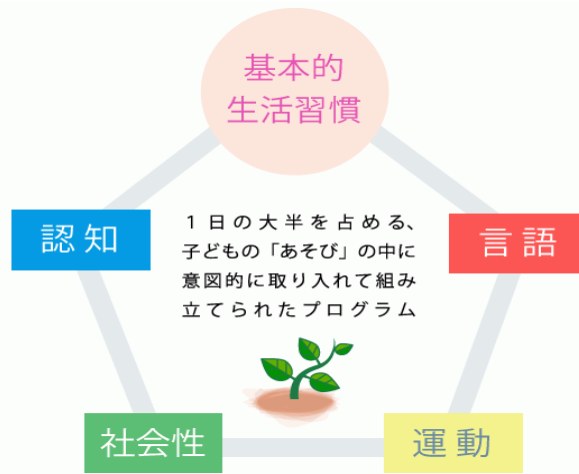 基本的
生活習慣
認知
言語
１日の大半を占める、
子どもの「あそび」の中に
意図的に取り入れて組み
立てられたプログラム
社会性
運動